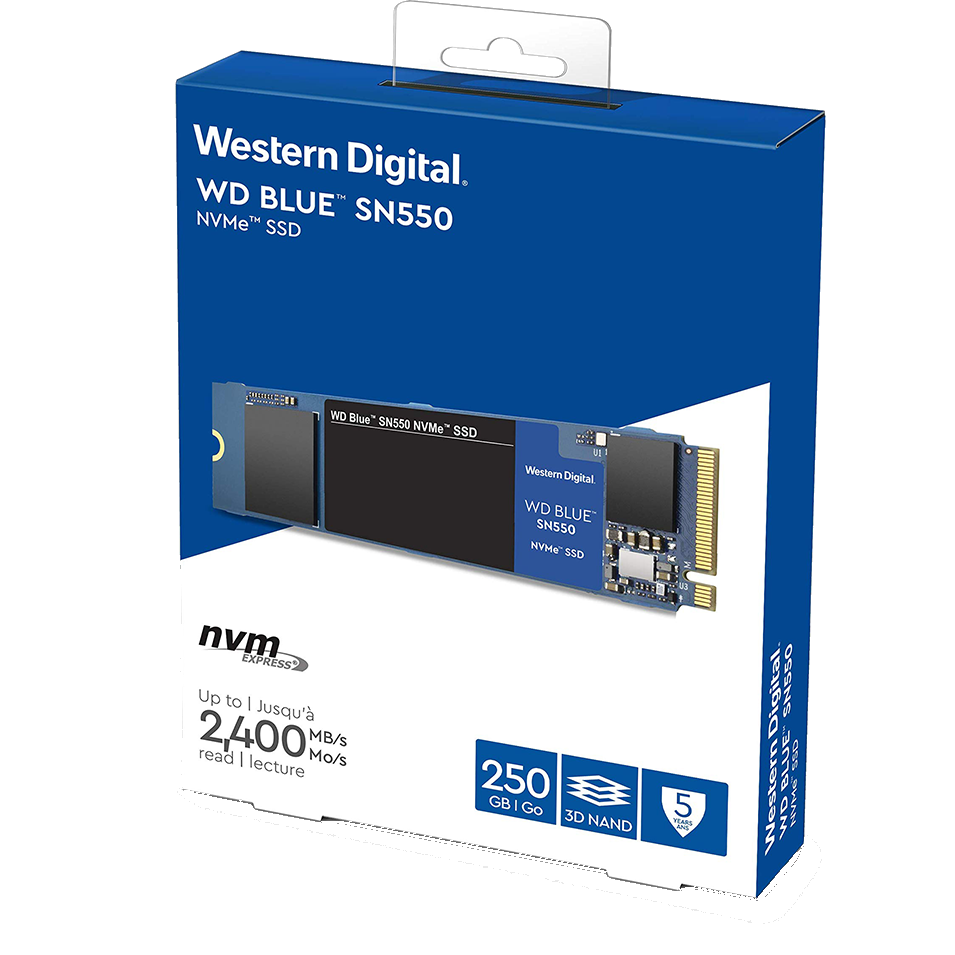 Western Digital®
WD BLUE™ SN550
NVMe™ SSD
WD Blue™ SN550 NVMe™ SSD
U1
Western Digital.
WD BLUE™
SN550
NVMe™ SSD
M
U3
nvm
EXPRESS®
Up to | Jusqu'à
2,400 MB/s
Mo/s
read | lecture
250
GB | Go
3D NAND
5
YEARS
ANS
Western Digital.
WD BLUE™ SN550
NVMe™ SSD